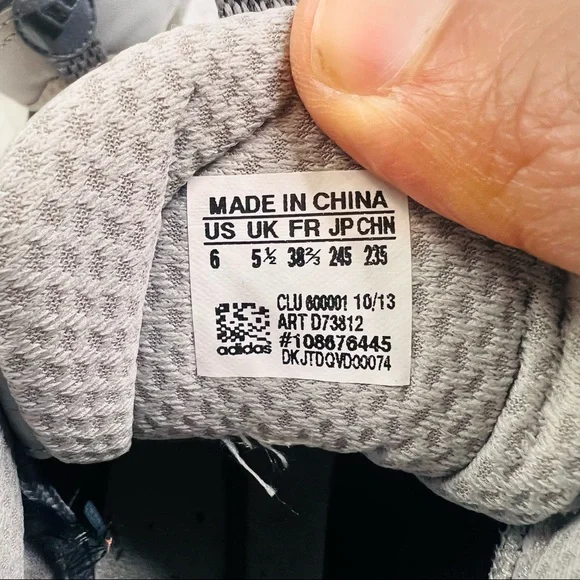 MADE IN CHINA
US UK FR JP CHN
6 5½ 38⅔ 245 235
CLU 600001 10/13
ART D73812
#108676445
adidas DKJTDQVD00074